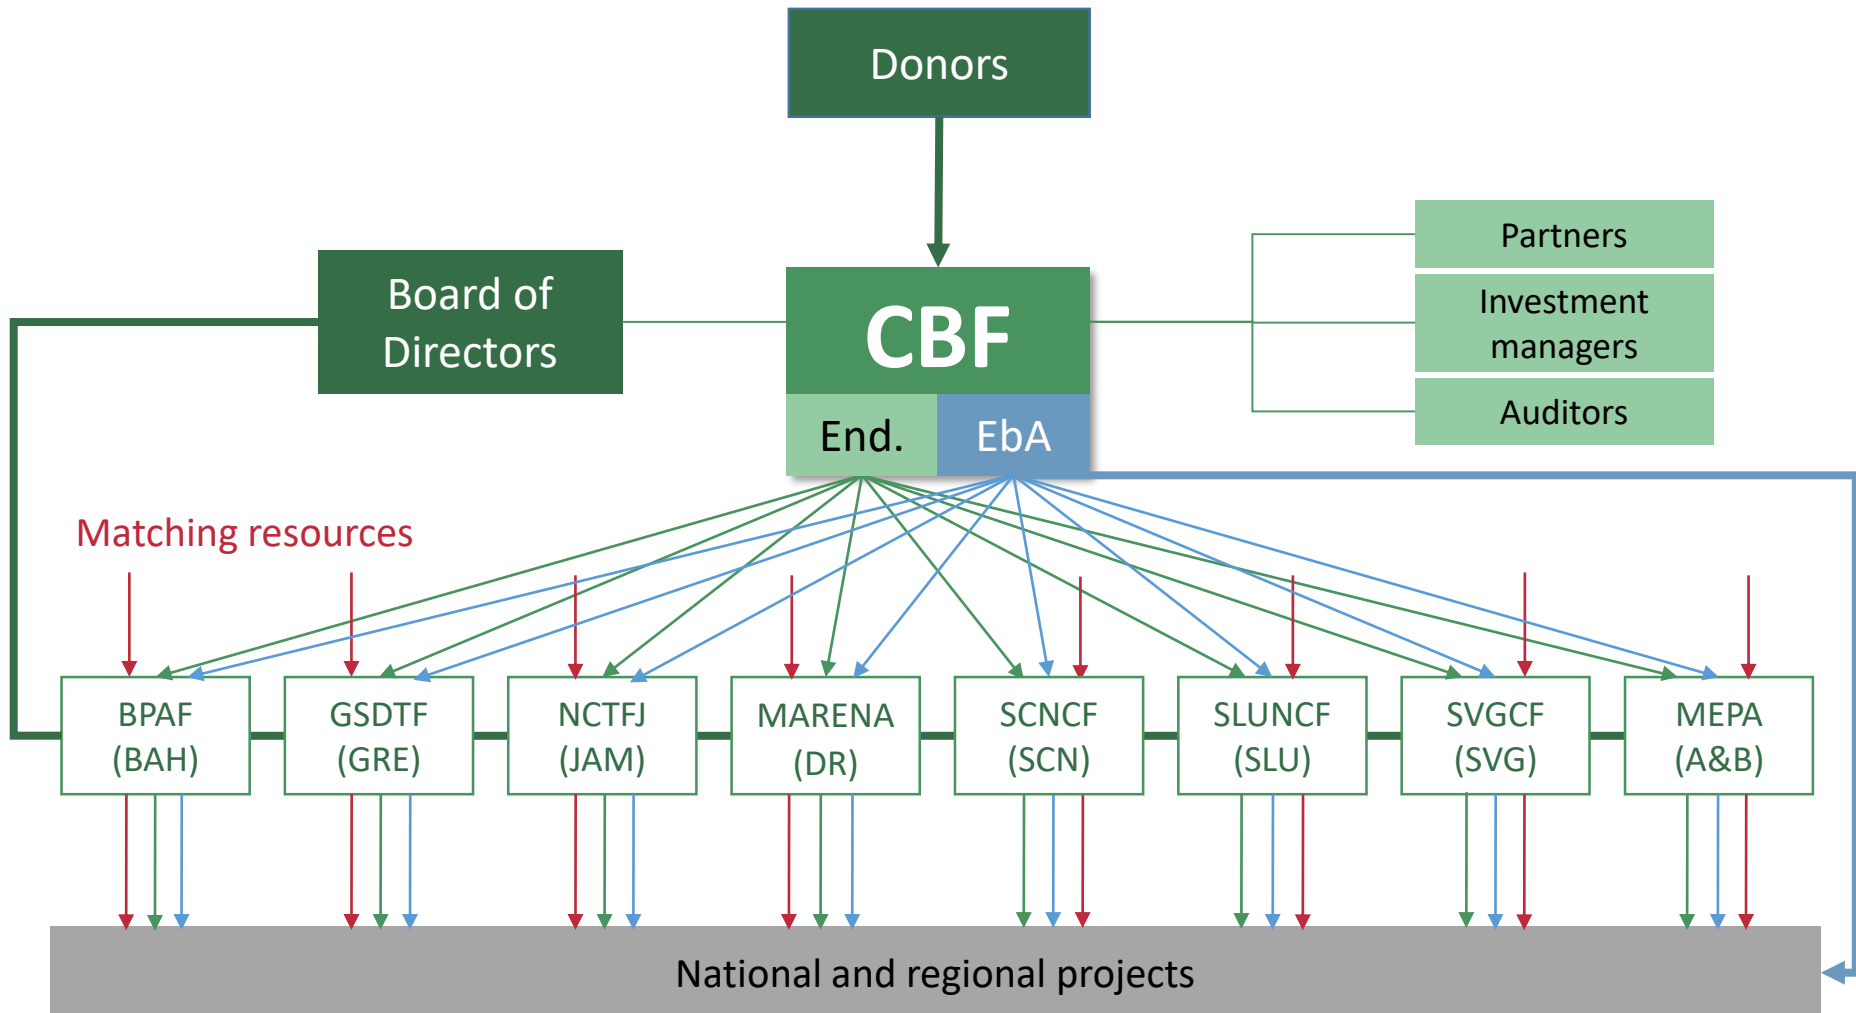 Donors
Board of
Directors
CBF
End.
EbA
Partners
Investment
managers
Auditors
Matching resources
BPAF
(BAH)
GSDTF
(GRE)
NCTFJ
(JAM)
MARENA
(DR)
SCNCF
(SCN)
SLUNCF
(SLU)
SVGCF
(SVG)
MEPA
(A&B)
National and regional projects